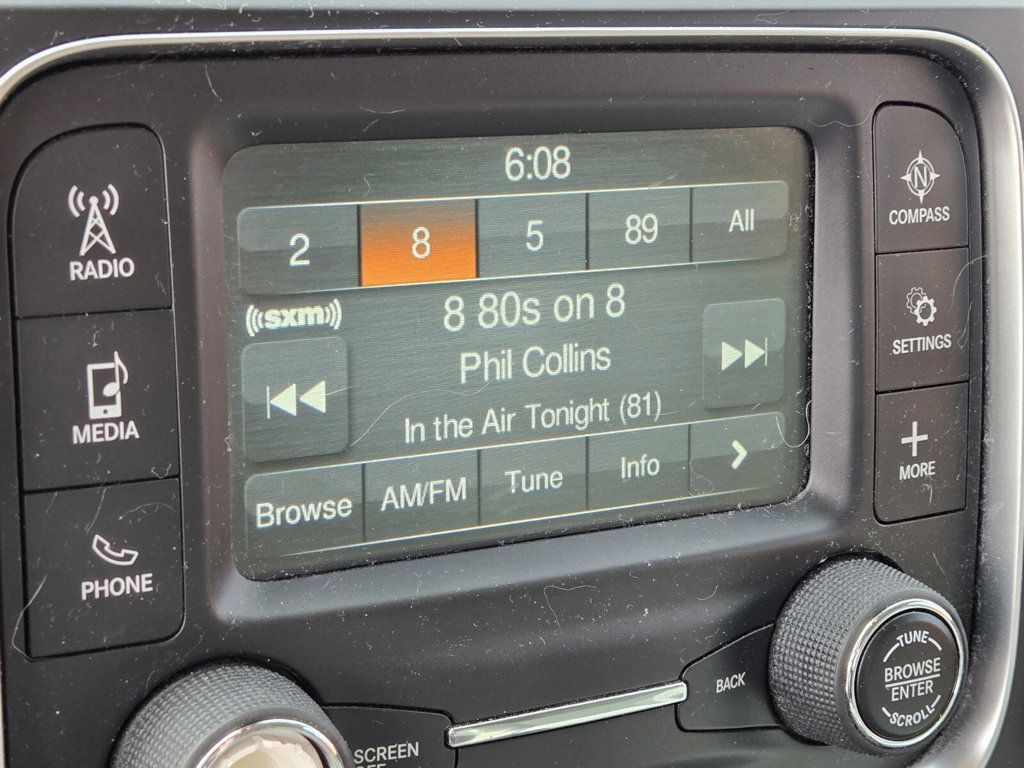 6:08
2 8 5 89 All
((sxm))
8 80s on 8
Phil Collins
In the Air Tonight (81)
Browse AM/FM Tune Info >
RADIO
MEDIA
PHONE
N
COMPASS
SETTINGS
+
MORE
SCREEN
OFF
BACK
TUNE
BROWSE
ENTER
SCROLL